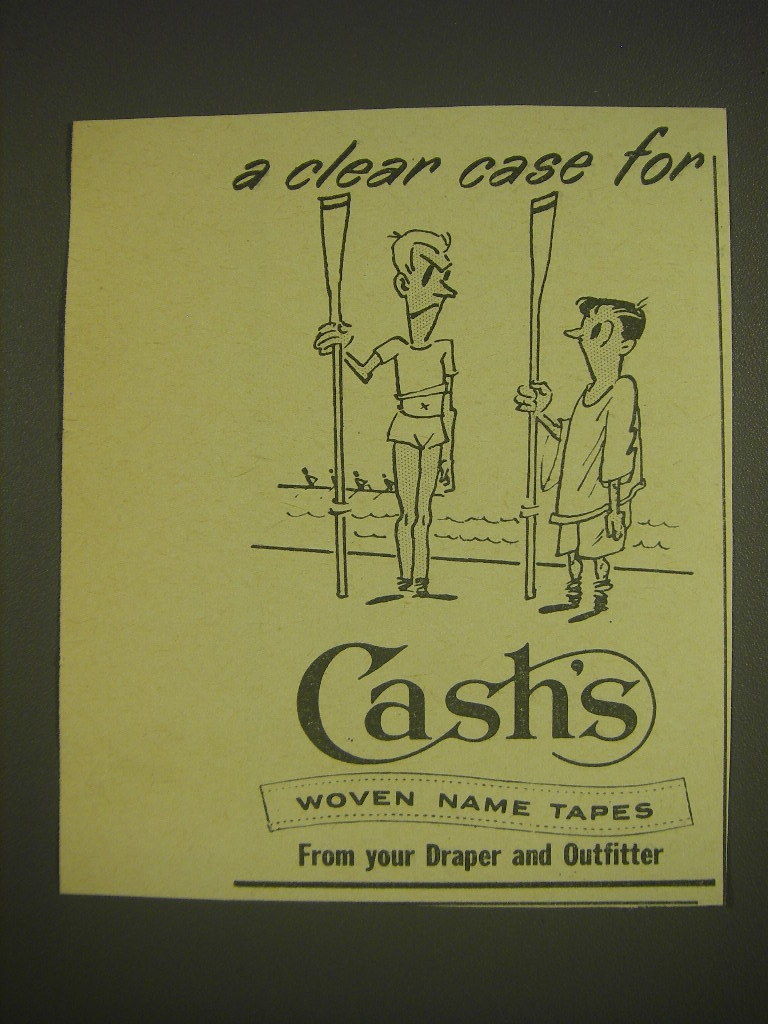 a clear case for
Cash's
WOVEN NAME TAPES
From your Draper and Outfitter